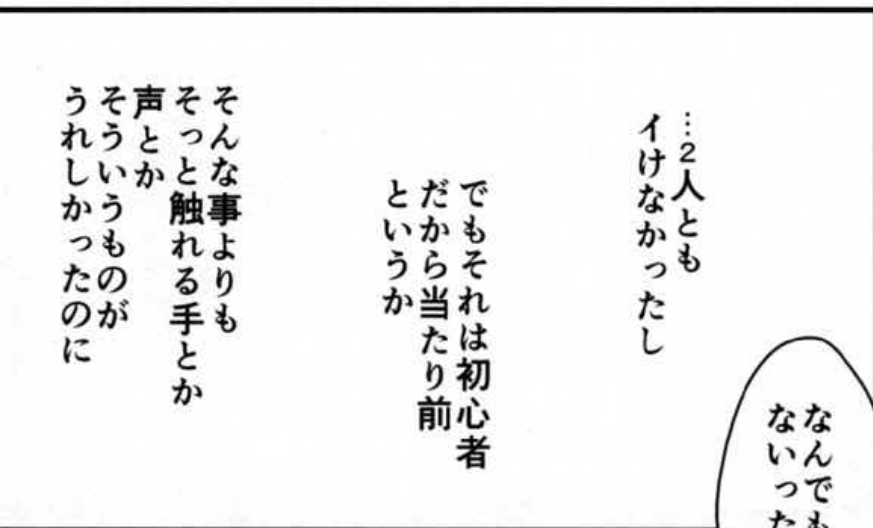 なんでも
ないった
…2人とも
イけなかったし
でもそれは初心者
だから当たり前
というか
そんな事よりも
そっと触れる手とか
声とか
そういうものが
うれしかったのに